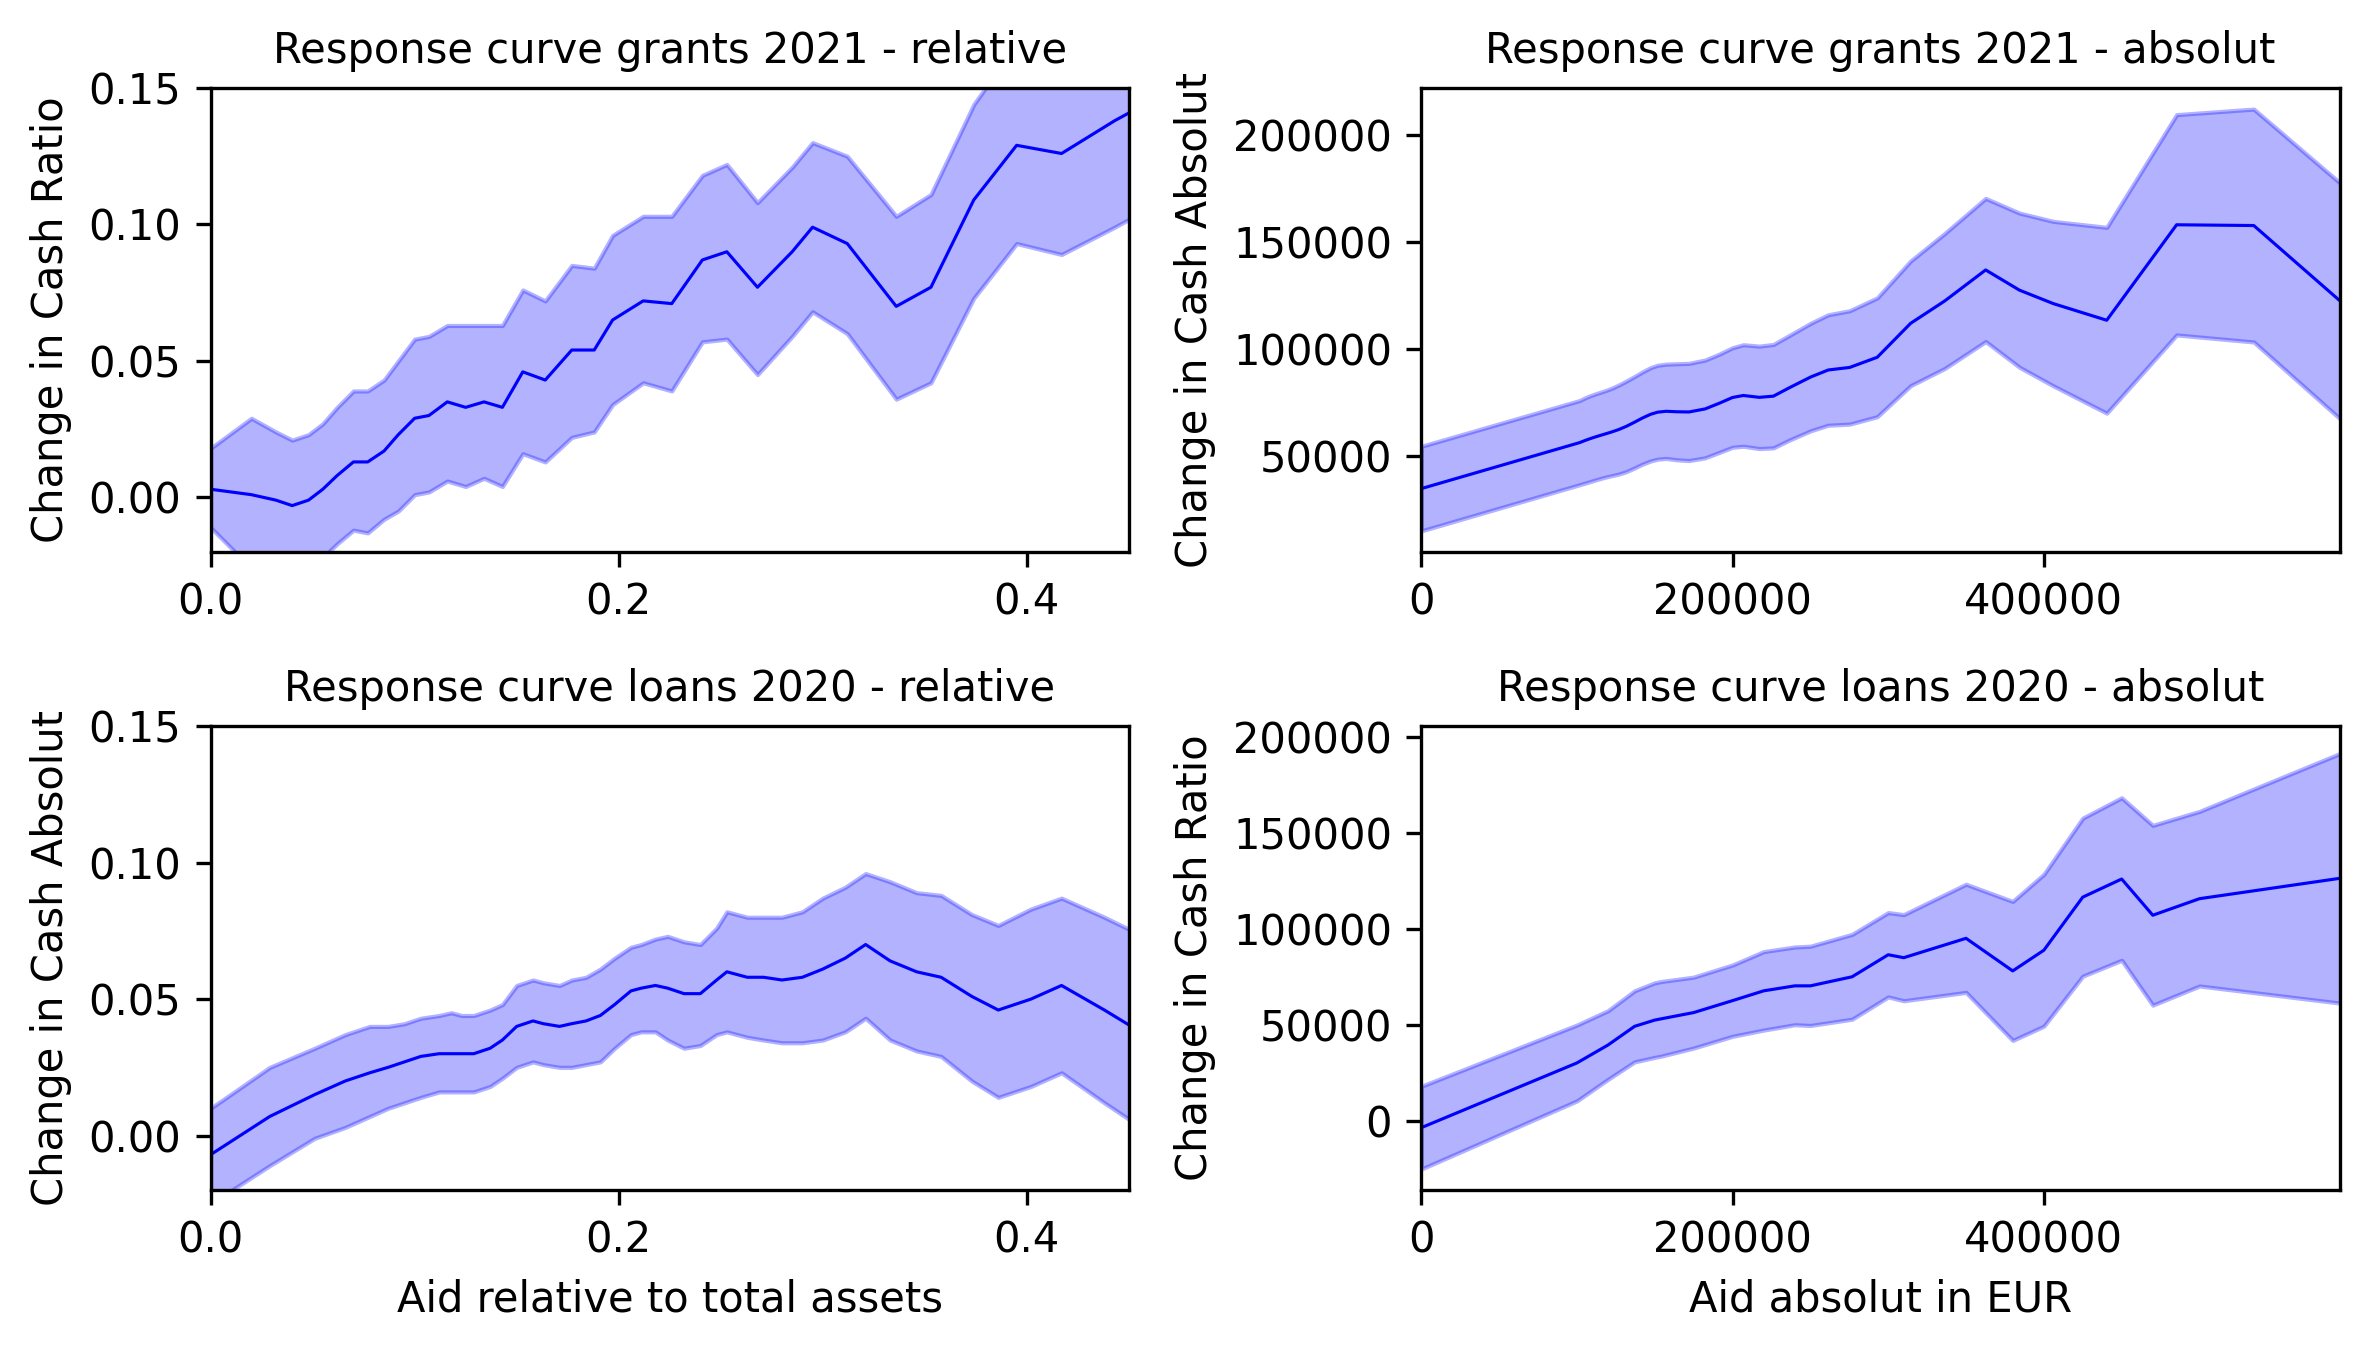 Response curve grants 2021 - relative
Change in Cash Ratio
0.15
0.10
0.05
0.00
0.0 0.2 0.4
Response curve grants 2021 - absolut
Change in Cash Absolut
200000
150000
100000
50000
0 200000 400000
Response curve loans 2020 - relative
Change in Cash Absolut
0.15
0.10
0.05
0.00
0.0 0.2 0.4
Aid relative to total assets
Response curve loans 2020 - absolut
Change in Cash Ratio
200000
150000
100000
50000
0
0 200000 400000
Aid absolut in EUR